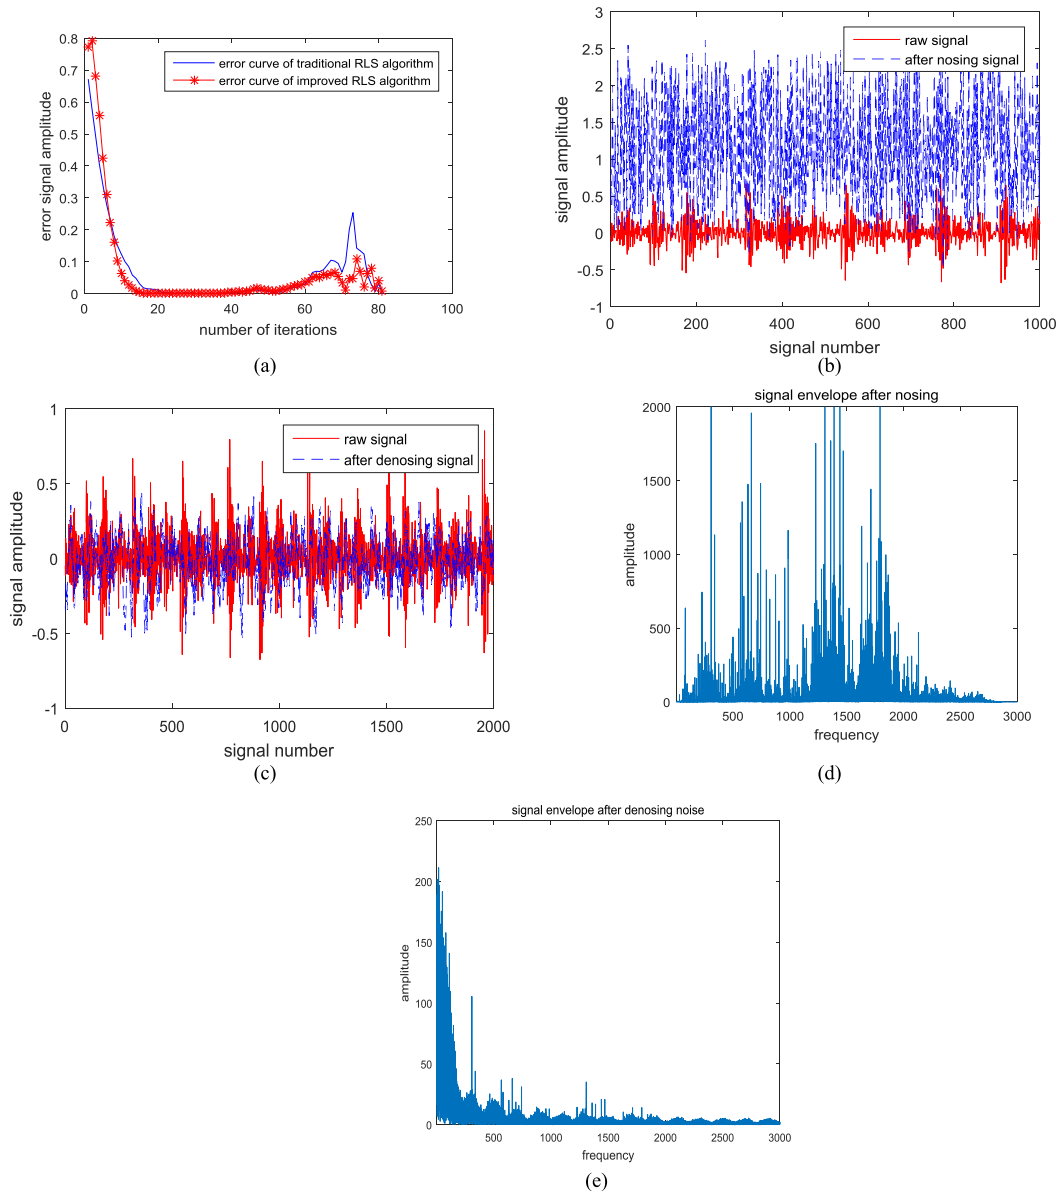 error curve of traditional RLS algorithm
error curve of improved RLS algorithm
error signal amplitude
0.8
0.7
0.6
0.5
0.4
0.3
0.2
0.1
0
0 20 40 60 80 100
number of iterations
(a)
raw signal
after nosing signal
signal amplitude
3
2.5
2
1.5
1
0.5
0
-0.5
-1
0 200 400 600 800 1000
signal number
(b)
raw signal
after denosing signal
signal amplitude
1
0.5
0
-0.5
-1
0 500 1000 1500 2000
signal number
(c)
signal envelope after nosing
amplitude
2000
1500
1000
500
0
500 1000 1500 2000 2500 3000
frequency
(d)
signal envelope after denosing noise
amplitude
250
200
150
100
50
0
500 1000 1500 2000 2500 3000
frequency
(e)